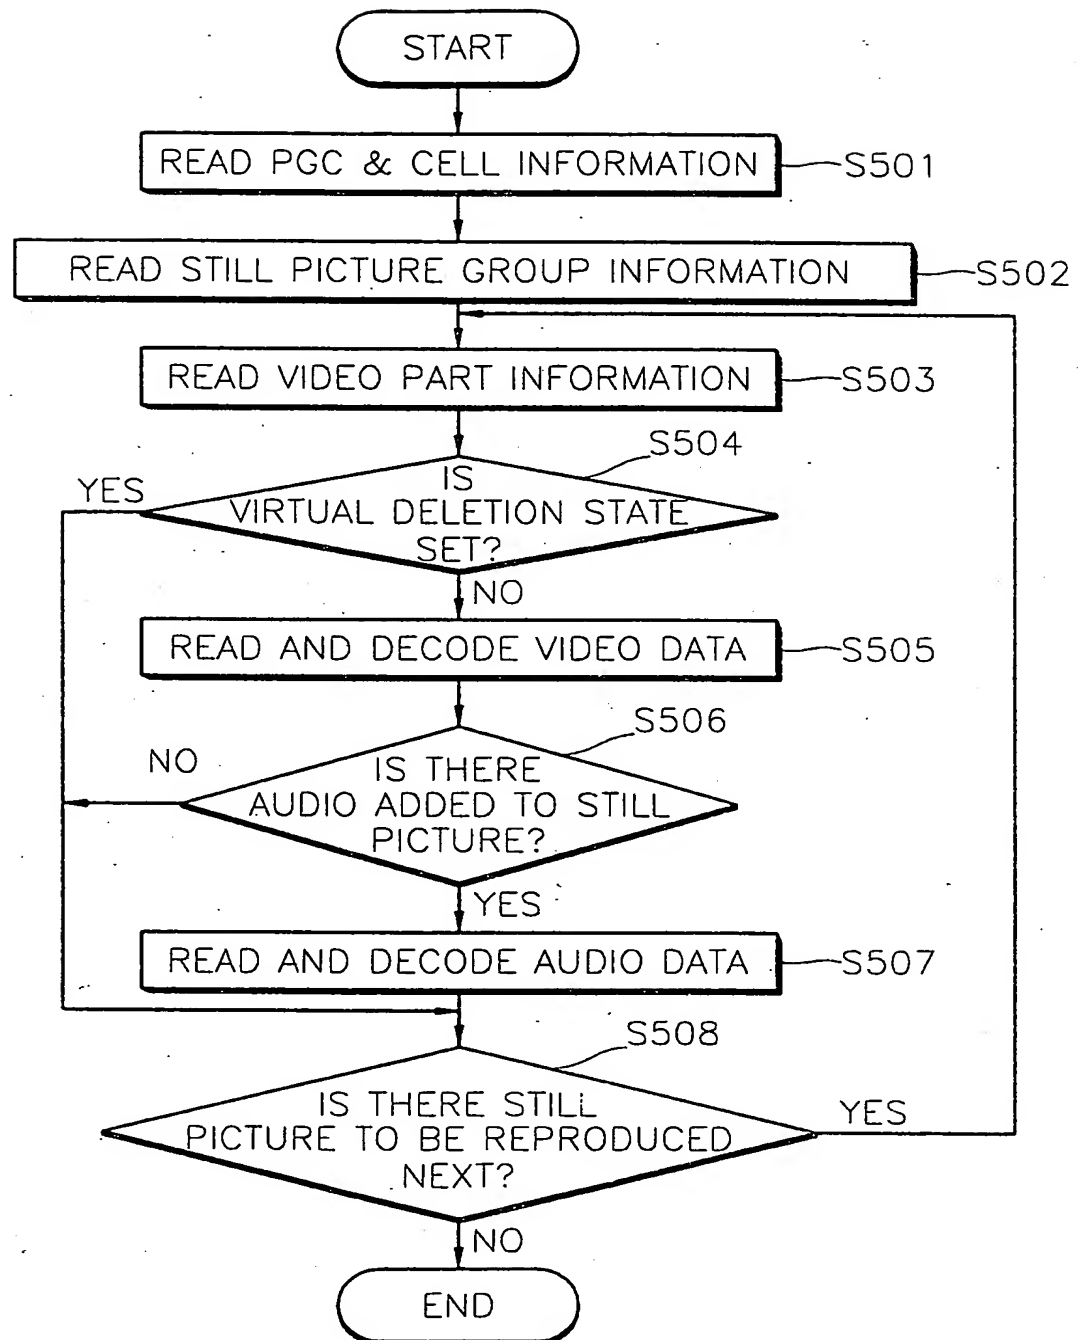 START
READ PGC & CELL INFORMATION
S501
READ STILL PICTURE GROUP INFORMATION
S502
READ VIDEO PART INFORMATION
S503
S504
YES
IS
VIRTUAL DELETION STATE
SET?
NO
READ AND DECODE VIDEO DATA
S505
S506
NO
IS THERE
AUDIO ADDED TO STILL
PICTURE?
YES
READ AND DECODE AUDIO DATA
S507
S508
IS THERE STILL
PICTURE TO BE REPRODUCED
NEXT?
YES
NO
END